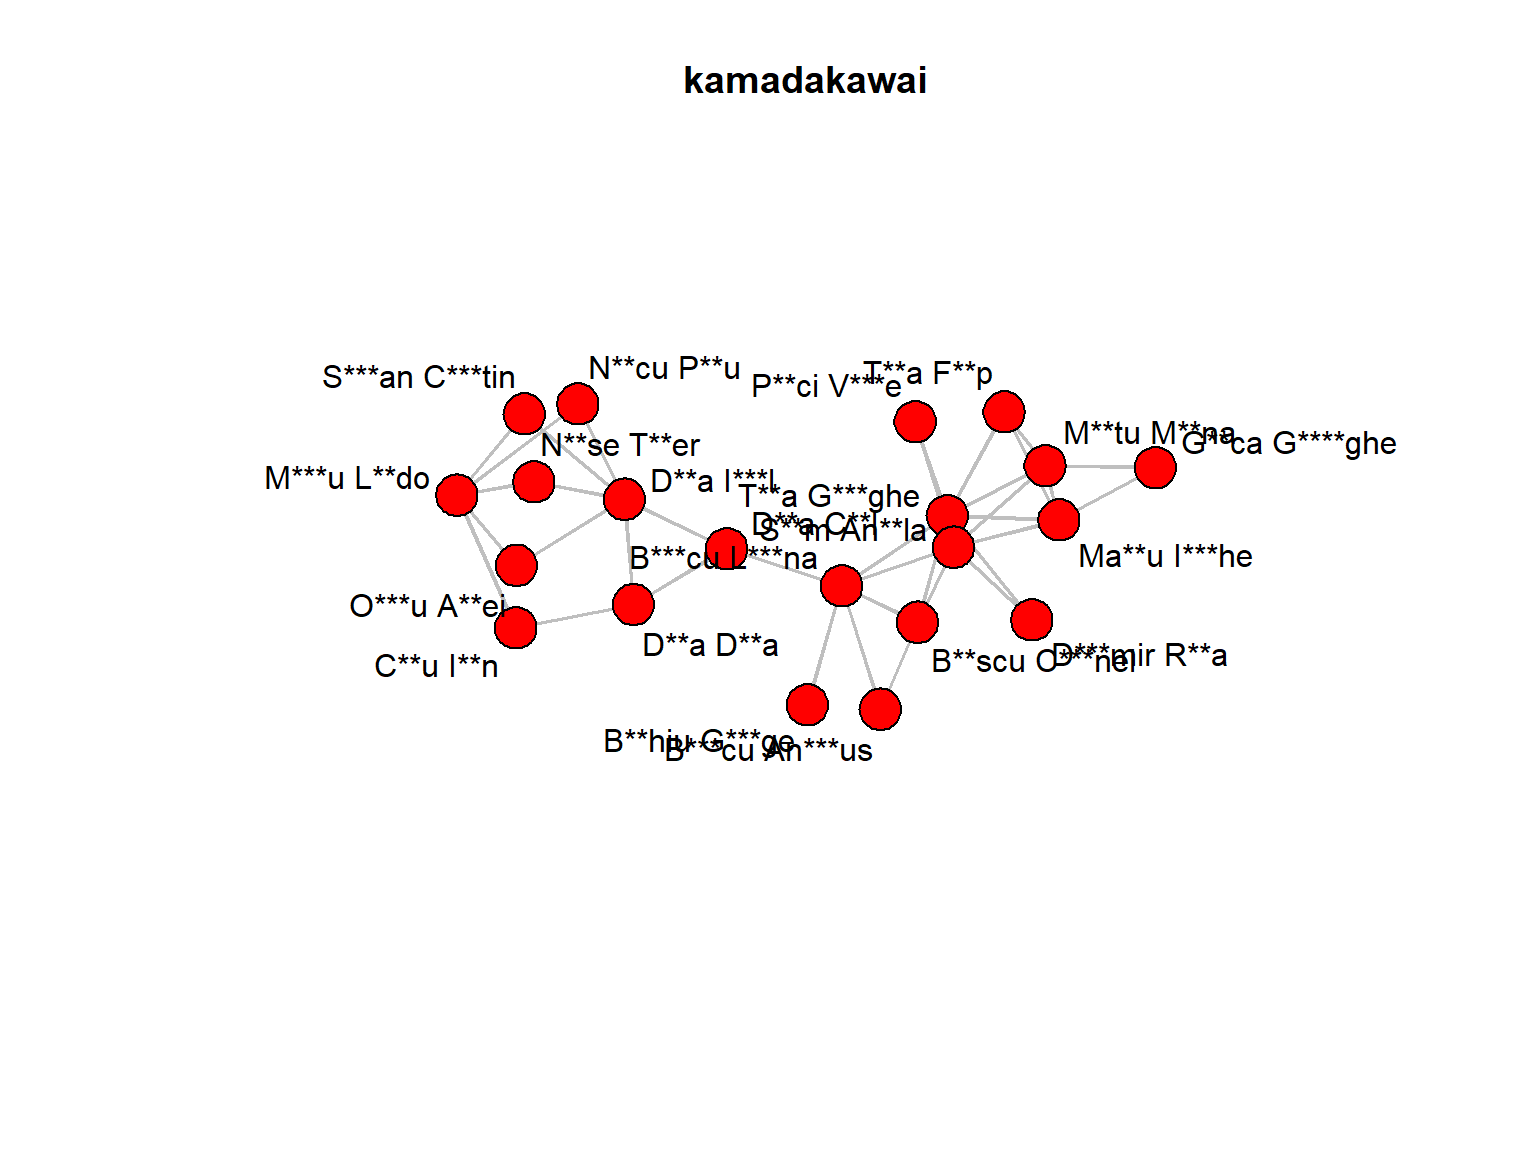 kamadakawai
N**cu P**u
S***an C***tin
T**a F**p
P**ci V***e
M**tu M**na
G**ca G****ghe
N**se T**er
M***u L**do
D**a I***l
T**a G***ghe
D**a C**l
S**m An**la
B***cu L***na
Ma**u I***he
O***u A**ei
D**a D**a
D***mir R**a
B**scu C***nel
C**u I**n
B**hiu G***ge
B***cu An***us